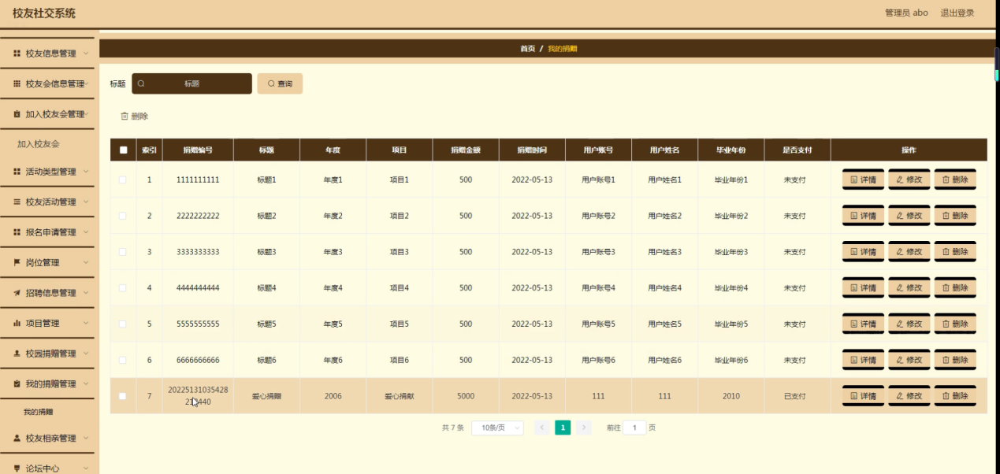 校友社交系统
管理员 abo 退出登录
校友信息管理
校友会信息管理
加入校友会管理
加入校友会
活动类型管理
校友活动管理
报名申请管理
岗位管理
招聘信息管理
项目管理
校园捐赠管理
我的捐赠管理
我的捐赠
校友相亲管理
论坛中心
首页 / 我的捐赠
标题 标题 查询
删除
索引 捐赠编号 标题 年度 项目 捐赠金额 捐赠时间 用户账号 用户姓名 毕业年份 是否支付 操作
1 1111111111 标题1 年度1 项目1 500 2022-05-13 用户账号1 用户姓名1 毕业年份1 未支付 详情 修改 删除
2 2222222222 标题2 年度2 项目2 500 2022-05-13 用户账号2 用户姓名2 毕业年份2 未支付 详情 修改 删除
3 3333333333 标题3 年度3 项目3 500 2022-05-13 用户账号3 用户姓名3 毕业年份3 未支付 详情 修改 删除
4 4444444444 标题4 年度4 项目4 500 2022-05-13 用户账号4 用户姓名4 毕业年份4 未支付 详情 修改 删除
5 5555555555 标题5 年度5 项目5 500 2022-05-13 用户账号5 用户姓名5 毕业年份5 未支付 详情 修改 删除
6 6666666666 标题6 年度6 项目6 500 2022-05-13 用户账号6 用户姓名6 毕业年份6 未支付 详情 修改 删除
7 20225131035428 爱心捐赠 2006 爱心捐献 5000 2022-05-13 111 111 2010 已支付 详情 修改 删除
共 7 条 10条/页 1 前往 1 页